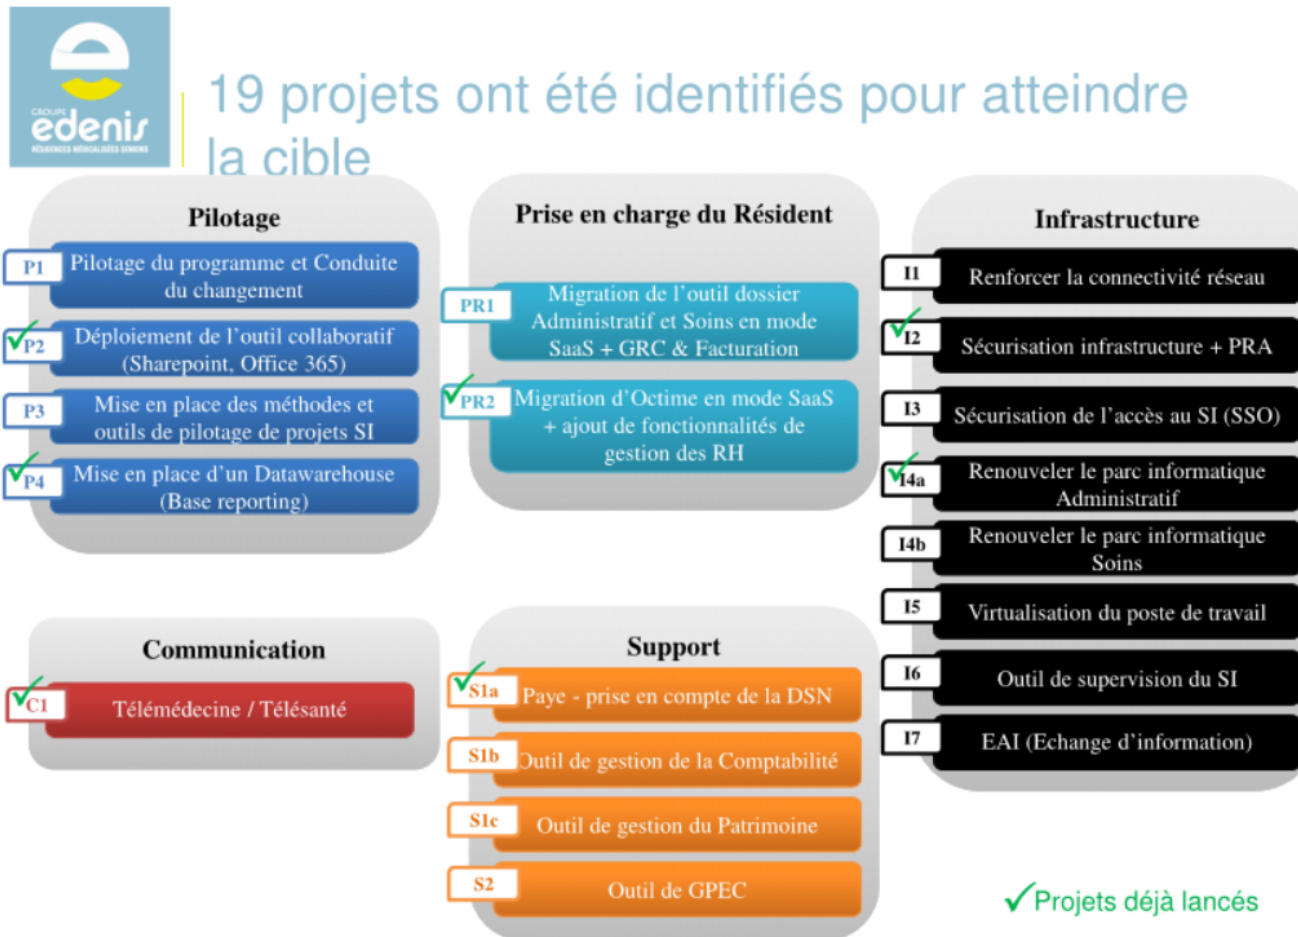 GROUPE
edenis
RÉSIDENCES MÉDICALISÉES SENIORS
19 projets ont été identifiés pour atteindre
la cible
Pilotage
P1
Pilotage du programme et Conduite
du changement
P2
Déploiement de l’outil collaboratif
(Sharepoint, Office 365)
P3
Mise en place des méthodes et
outils de pilotage de projets SI
P4
Mise en place d’un Datawarehouse
(Base reporting)
Prise en charge du Résident
PR1
Migration de l’outil dossier
Administratif et Soins en mode
SaaS + GRC & Facturation
PR2
Migration d’Octime en mode SaaS
+ ajout de fonctionnalités de
gestion des RH
Infrastructure
I1
Renforcer la connectivité réseau
I2
Sécurisation infrastructure + PRA
I3
Sécurisation de l’accès au SI (SSO)
I4a
Renouveler le parc informatique
Administratif
I4b
Renouveler le parc informatique
Soins
I5
Virtualisation du poste de travail
I6
Outil de supervision du SI
I7
EAI (Echange d’information)
Communication
C1
Télémédecine / Télésanté
Support
S1a
Paye - prise en compte de la DSN
S1b
Outil de gestion de la Comptabilité
S1c
Outil de gestion du Patrimoine
S2
Outil de GPEC
Projets déjà lancés